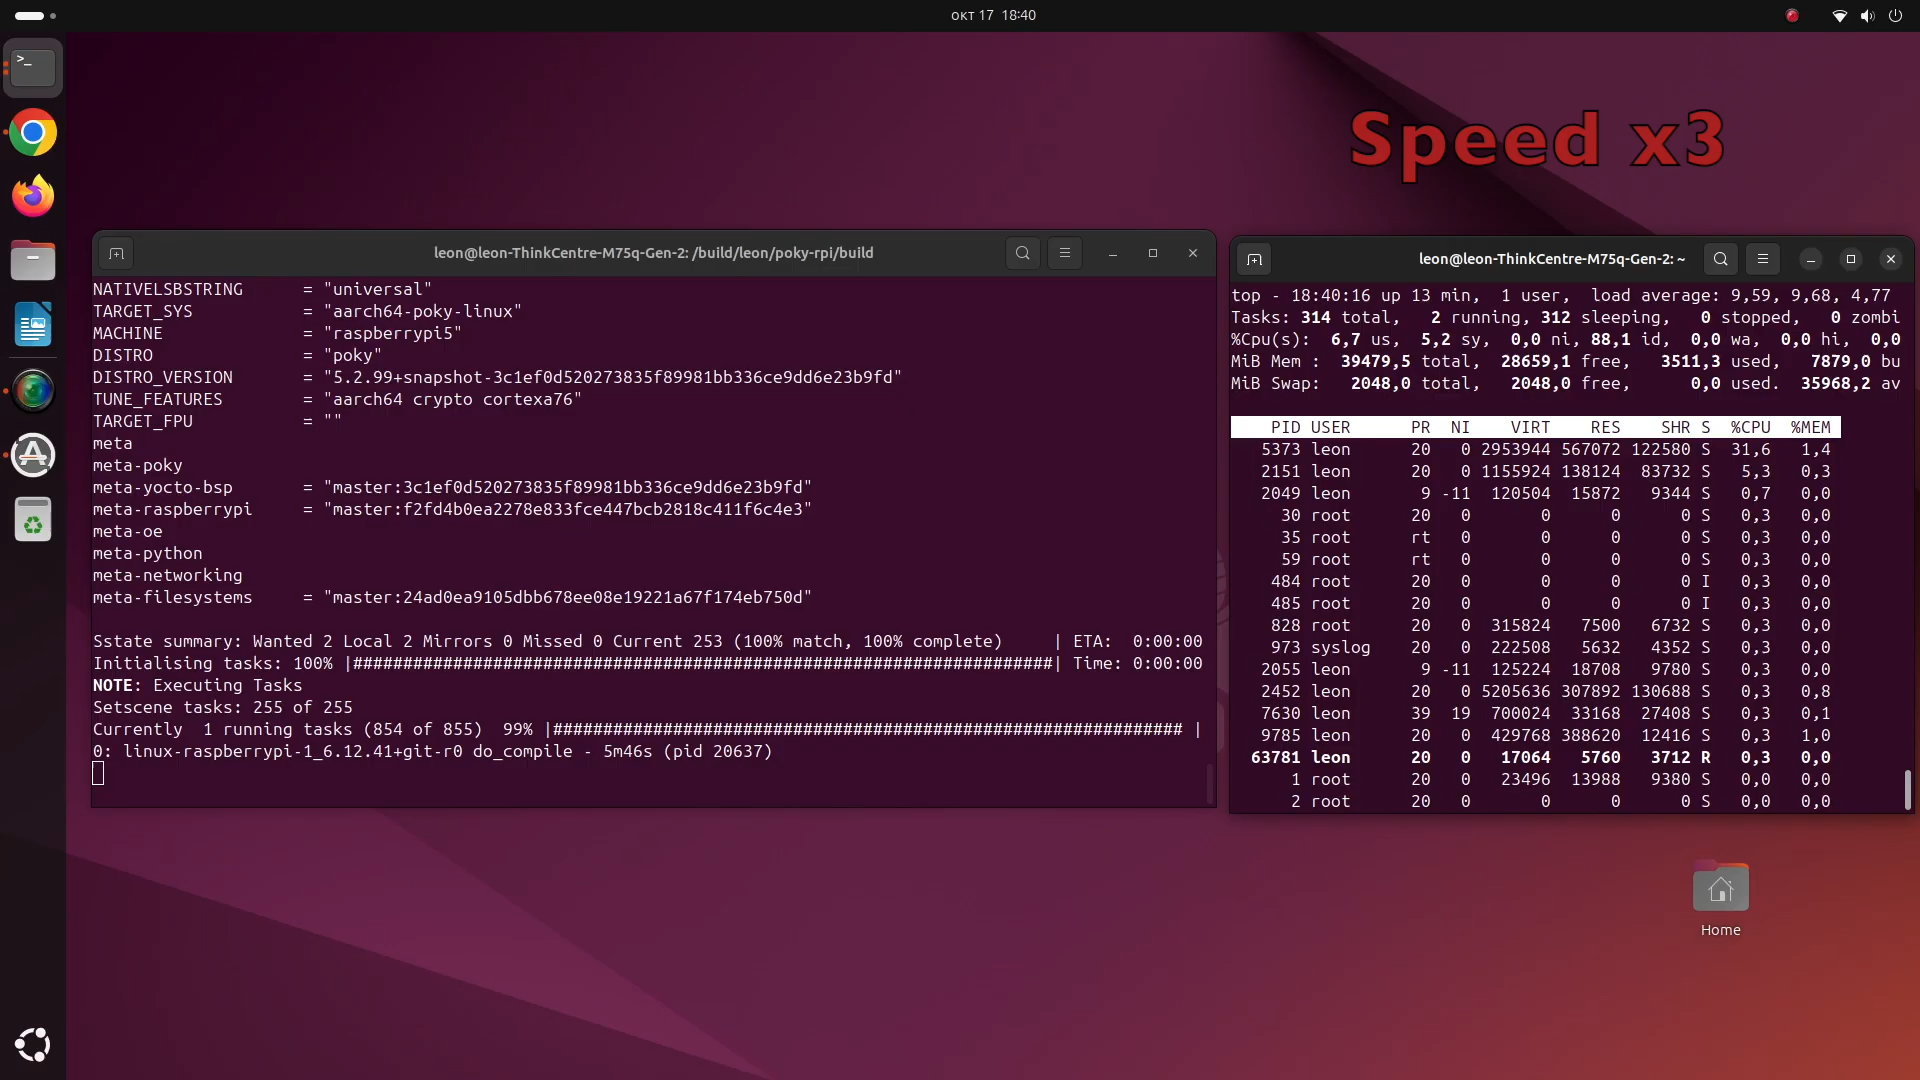 окт 17 18:40
Speed x3
leon@leon-ThinkCentre-M75q-Gen-2: /build/leon/poky-rpi/build
NATIVELSBSTRING      = "universal"
TARGET_SYS           = "aarch64-poky-linux"
MACHINE              = "raspberrypi5"
DISTRO               = "poky"
DISTRO_VERSION       = "5.2.99+snapshot-3c1ef0d520273835f89981bb336ce9dd6e23b9fd"
TUNE_FEATURES        = "aarch64 crypto cortexa76"
TARGET_FPU           = ""
meta
meta-poky
meta-yocto-bsp       = "master:3c1ef0d520273835f89981bb336ce9dd6e23b9fd"
meta-raspberrypi     = "master:f2fd4b0ea2278e833fce447bcb2818c411f6c4e3"
meta-oe
meta-python
meta-networking
meta-filesystems     = "master:24ad0ea9105dbb678ee08e19221a67f174eb750d"
Sstate summary: Wanted 2 Local 2 Mirrors 0 Missed 0 Current 253 (100% match, 100% complete)     | ETA:  0:00:00
Initialising tasks: 100% |######################################################################| Time: 0:00:00
NOTE: Executing Tasks
Setscene tasks: 255 of 255
Currently  1 running tasks (854 of 855)  99% |############################################################### |
0: linux-raspberrypi-1_6.12.41+git-r0 do_compile - 5m46s (pid 20637)
leon@leon-ThinkCentre-M75q-Gen-2: ~
top - 18:40:16 up 13 min,  1 user,  load average: 9,59, 9,68, 4,77
Tasks: 314 total,   2 running, 312 sleeping,   0 stopped,   0 zombi
%Cpu(s):  6,7 us,  5,2 sy,  0,0 ni, 88,1 id,  0,0 wa,  0,0 hi,  0,0
MiB Mem :  39479,5 total,  28659,1 free,   3511,3 used,   7879,0 bu
MiB Swap:   2048,0 total,   2048,0 free,      0,0 used.  35968,2 av
PID USER      PR  NI    VIRT    RES    SHR S  %CPU  %MEM
5373 leon      20   0 2953944 567072 122580 S  31,6   1,4
2151 leon      20   0 1155924 138124  83732 S   5,3   0,3
2049 leon       9 -11  120504  15872   9344 S   0,7   0,0
30 root      20   0       0      0      0 S   0,3   0,0
35 root      rt   0       0      0      0 S   0,3   0,0
59 root      rt   0       0      0      0 S   0,3   0,0
484 root      20   0       0      0      0 I   0,3   0,0
485 root      20   0       0      0      0 I   0,3   0,0
828 root      20   0  315824   7500   6732 S   0,3   0,0
973 syslog    20   0  222508   5632   4352 S   0,3   0,0
2055 leon       9 -11  125224  18708   9780 S   0,3   0,0
2452 leon      20   0 5205636 307892 130688 S   0,3   0,8
7630 leon      39  19  700024  33168  27408 S   0,3   0,1
9785 leon      20   0  429768 388620  12416 S   0,3   1,0
63781 leon      20   0   17064   5760   3712 R   0,3   0,0
1 root      20   0   23496  13988   9380 S   0,0   0,0
2 root      20   0       0      0      0 S   0,0   0,0
Home